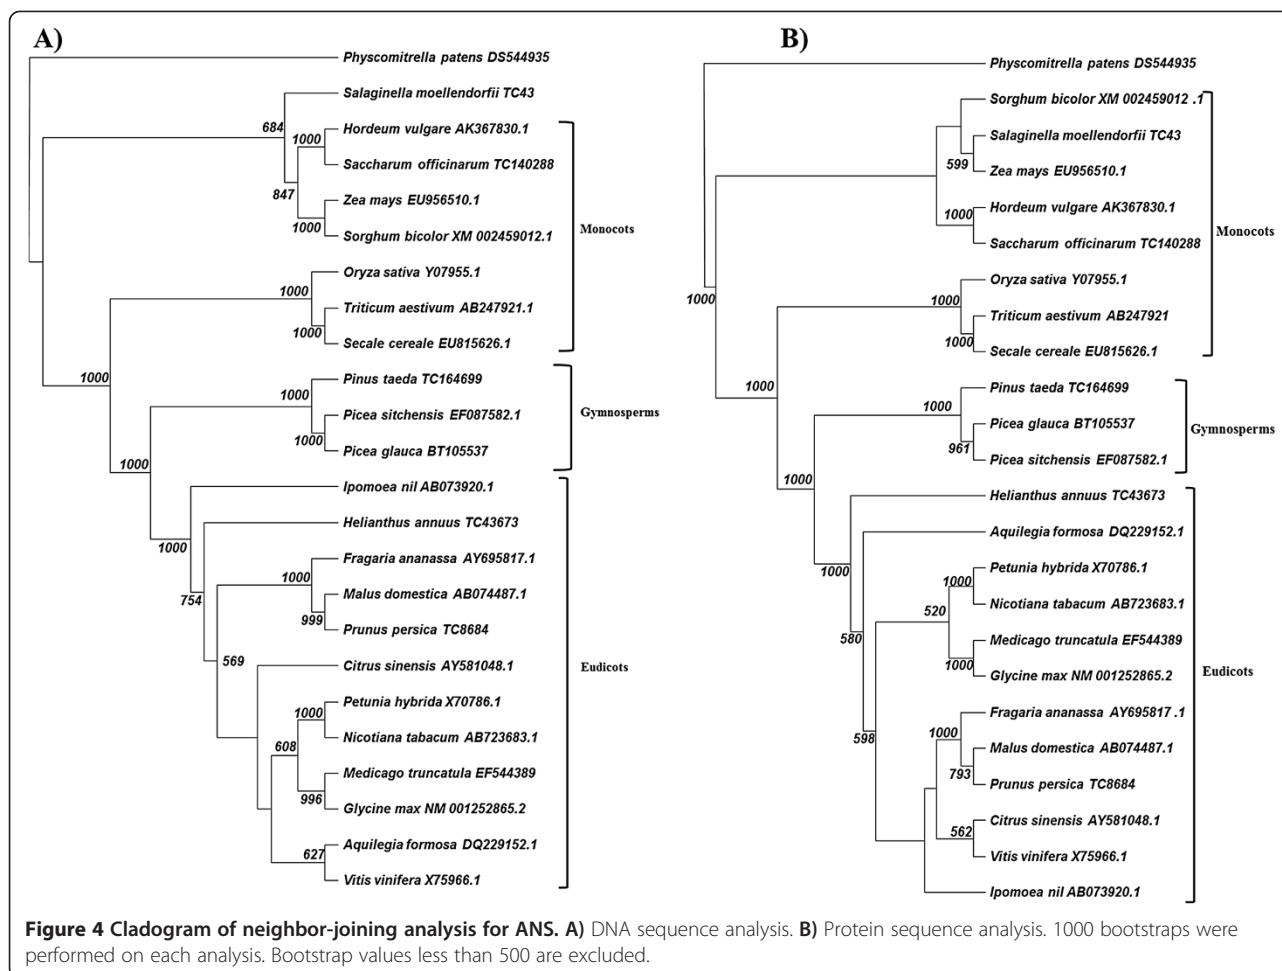 A)
Physcomitrella patens DS544935
Salaginella moellendorfii TC43
684
Hordeum vulgare AK367830.1
1000
Saccharum officinarum TC140288
847
Zea mays EU956510.1
1000
Sorghum bicolor XM 002459012.1
Monocots
Oryza sativa Y07955.1
1000
Triticum aestivum AB247921.1
1000
Secale cereale EU815626.1
1000
Pinus taeda TC164699
1000
Picea sitchensis EF087582.1
Gymnosperms
1000
Picea glauca BT105537
1000
Ipomoea nil AB073920.1
1000
Helianthus annuus TC43673
754
Fragaria ananassa AY695817.1
1000
Malus domestica AB074487.1
999
Prunus persica TC8684
569
Citrus sinensis AY581048.1
Eudicots
Petunia hybrida X70786.1
1000
Nicotiana tabacum AB723683.1
608
Medicago truncatula EF544389
996
Glycine max NM 001252865.2
Aquilegia formosa DQ229152.1
627
Vitis vinifera X75966.1
B)
Physcomitrella patens DS544935
Sorghum bicolor XM 002459012 .1
Salaginella moellendorfii TC43
599
Zea mays EU956510.1
Hordeum vulgare AK367830.1
1000
Monocots
Saccharum officinarum TC140288
Oryza sativa Y07955.1
1000
1000
Triticum aestivum AB247921
1000
Secale cereale EU815626.1
1000
Pinus taeda TC164699
1000
Picea glauca BT105537
Gymnosperms
961
Picea sitchensis EF087582.1
1000
Helianthus annuus TC43673
Aquilegia formosa DQ229152.1
1000
Petunia hybrida X70786.1
1000
Nicotiana tabacum AB723683.1
520
580
Medicago truncatula EF544389
1000
Glycine max NM 001252865.2
Eudicots
Fragaria ananassa AY695817 .1
1000
598
Malus domestica AB074487.1
793
Prunus persica TC8684
Citrus sinensis AY581048.1
562
Vitis vinifera X75966.1
Ipomoea nil AB073920.1
Figure 4 Cladogram of neighbor-joining analysis for ANS. A) DNA sequence analysis. B) Protein sequence analysis. 1000 bootstraps were
performed on each analysis. Bootstrap values less than 500 are excluded.